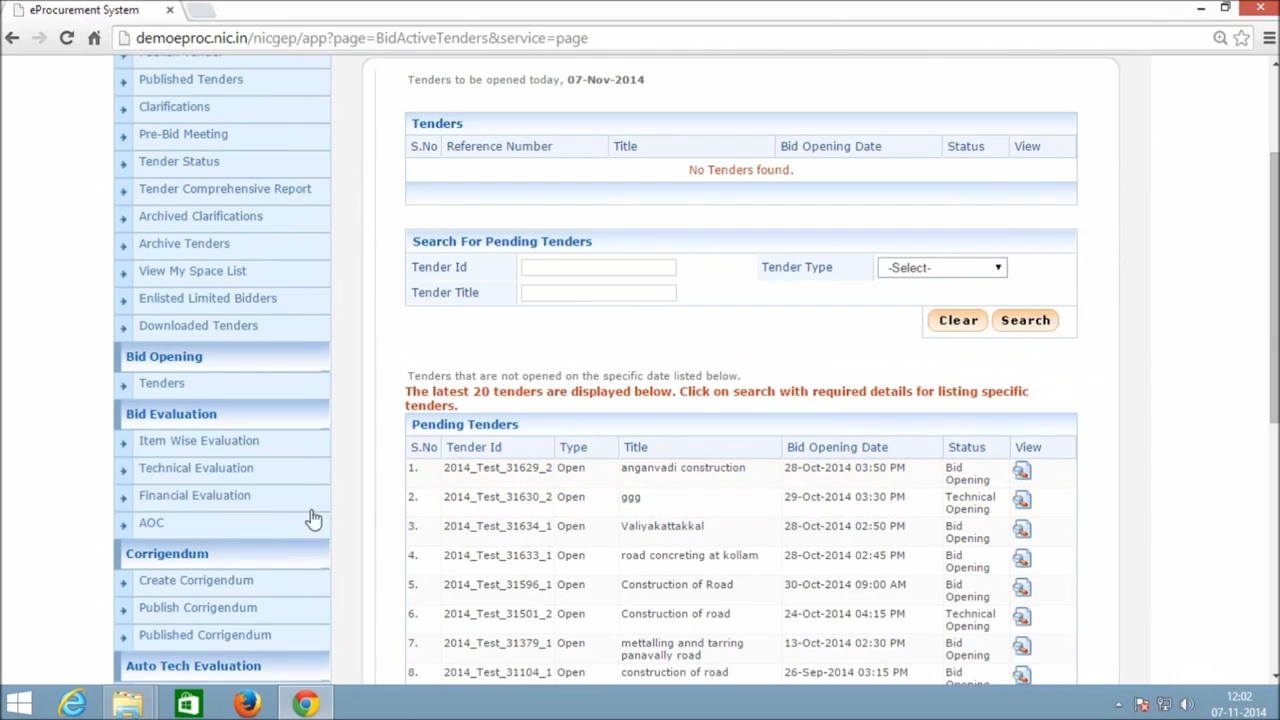 eProcurement System
demoeproc.nic.in/nicgep/app?page=BidActiveTenders&service=page
Published Tenders
Clarifications
Pre-Bid Meeting
Tender Status
Tender Comprehensive Report
Archived Clarifications
Archive Tenders
View My Space List
Enlisted Limited Bidders
Downloaded Tenders
Bid Opening
Tenders
Bid Evaluation
Item Wise Evaluation
Technical Evaluation
Financial Evaluation
AOC
Corrigendum
Create Corrigendum
Publish Corrigendum
Published Corrigendum
Auto Tech Evaluation
Tenders to be opened today, 07-Nov-2014
Tenders
S.No Reference Number Title Bid Opening Date Status View
No Tenders found.
Search For Pending Tenders
Tender Id Tender Type -Select-
Tender Title
Clear Search
Tenders that are not opened on the specific date listed below.
The latest 20 tenders are displayed below. Click on search with required details for listing specific
tenders.
Pending Tenders
S.No Tender Id Type Title Bid Opening Date Status View
1. 2014_Test_31629_2 Open anganvadi construction 28-Oct-2014 03:50 PM Bid
Opening
2. 2014_Test_31630_2 Open ggg 29-Oct-2014 03:30 PM Technical
Opening
3. 2014_Test_31634_1 Open Valiyakattakkal 28-Oct-2014 02:50 PM Bid
Opening
4. 2014_Test_31633_1 Open road concreting at kollam 28-Oct-2014 02:45 PM Bid
Opening
5. 2014_Test_31596_1 Open Construction of Road 30-Oct-2014 09:00 AM Bid
Opening
6. 2014_Test_31501_2 Open Construction of road 24-Oct-2014 04:15 PM Technical
Opening
7. 2014_Test_31379_1 Open mettalling annd tarring 13-Oct-2014 02:30 PM Bid
panavally road Opening
8. 2014_Test_31104_1 Open construction of road 26-Sep-2014 03:15 PM Bid
12:02
07-11-2014